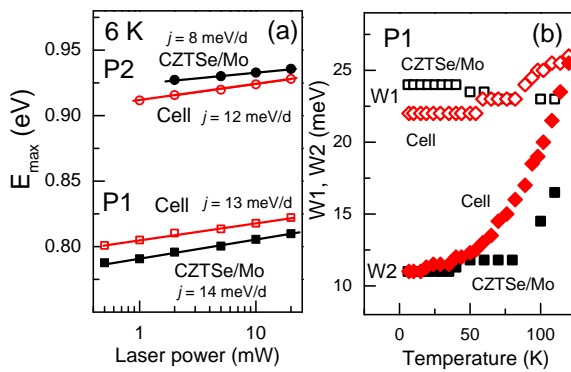 6 K
(a)
j = 8 meV/d
P2
CZTSe/Mo
Cell
j = 12 meV/d
P1
Cell
j = 13 meV/d
CZTSe/Mo
j = 14 meV/d
0.95
0.90
0.85
0.80
E_max (eV)
1
10
Laser power (mW)
P1
(b)
CZTSe/Mo
W1
Cell
Cell
W2
CZTSe/Mo
25
20
15
10
W1, W2 (meV)
0
50
100
Temperature (K)